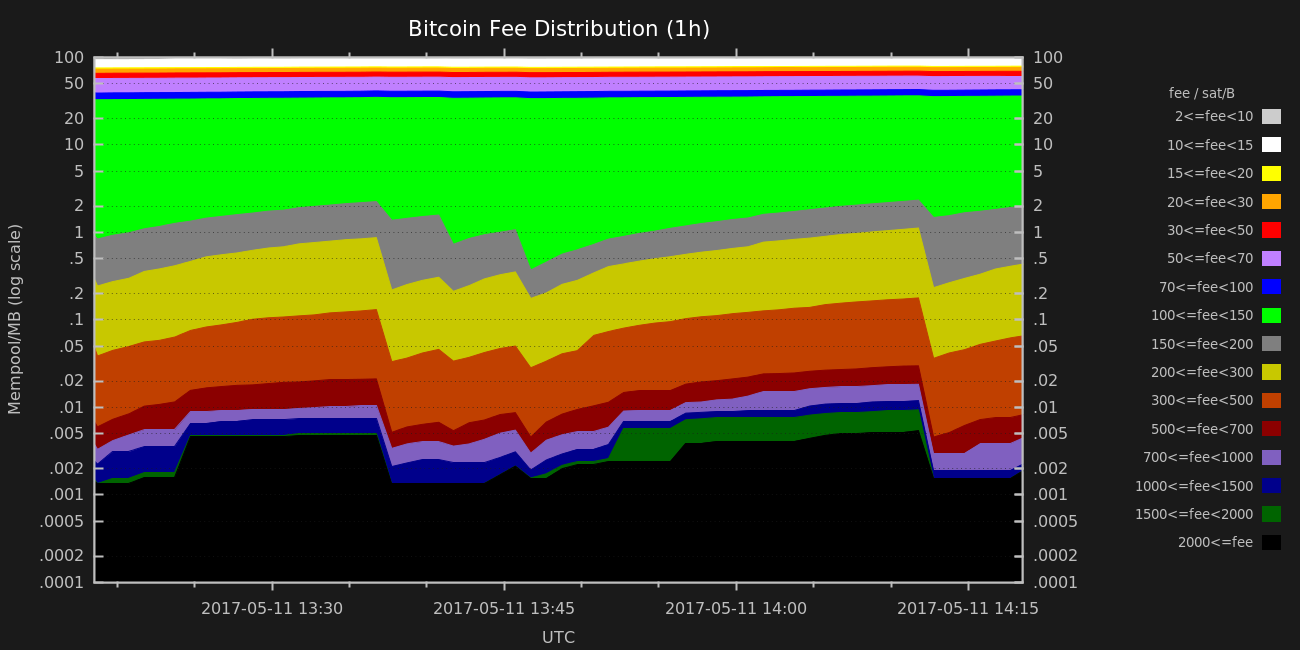 Bitcoin Fee Distribution (1h)
Mempool/MB (log scale)
100
50
20
10
5
2
1
.5
.2
.1
.05
.02
.01
.005
.002
.001
.0005
.0002
.0001
100
50
20
10
5
2
1
.5
.2
.1
.05
.02
.01
.005
.002
.001
.0005
.0002
.0001
2017-05-11 13:30
2017-05-11 13:45
2017-05-11 14:00
2017-05-11 14:15
UTC
fee / sat/B
2<=fee<10
10<=fee<15
15<=fee<20
20<=fee<30
30<=fee<50
50<=fee<70
70<=fee<100
100<=fee<150
150<=fee<200
200<=fee<300
300<=fee<500
500<=fee<700
700<=fee<1000
1000<=fee<1500
1500<=fee<2000
2000<=fee